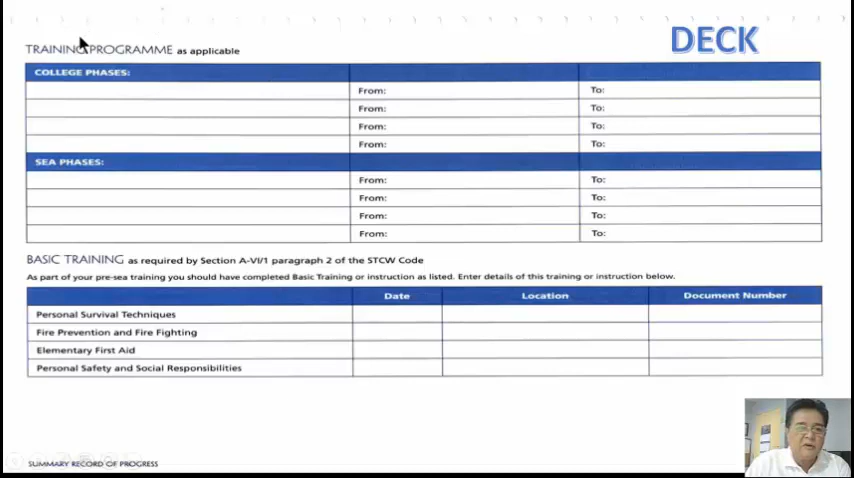 DECK
TRAINING PROGRAMME as applicable
COLLEGE PHASES:
From: To:
From: To:
From: To:
From: To:
SEA PHASES:
From: To:
From: To:
From: To:
From: To:
BASIC TRAINING as required by Section A-VI/1 paragraph 2 of the STCW Code
As part of your pre-sea training you should have completed Basic Training or instruction as listed. Enter details of this training or instruction below.
Date Location Document Number
Personal Survival Techniques
Fire Prevention and Fire Fighting
Elementary First Aid
Personal Safety and Social Responsibilities
SUMMARY RECORD OF PROGRESS